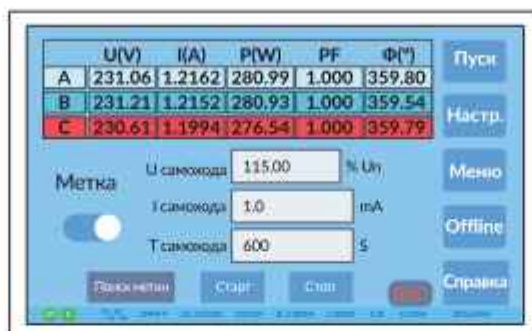 U(V) I(A) P(W) PF Φ(°)
A 231.06 1.2162 280.99 1.000 359.80
B 231.21 1.2152 280.93 1.000 359.54
C 230.61 1.1994 276.54 1.000 359.79
Пуск
Настр.
Меню
Offline
Справка
Метка
U самохода 115.00 % Un
I самохода 1.0 mA
T самохода 600 S
Поиск метки Старт Стоп